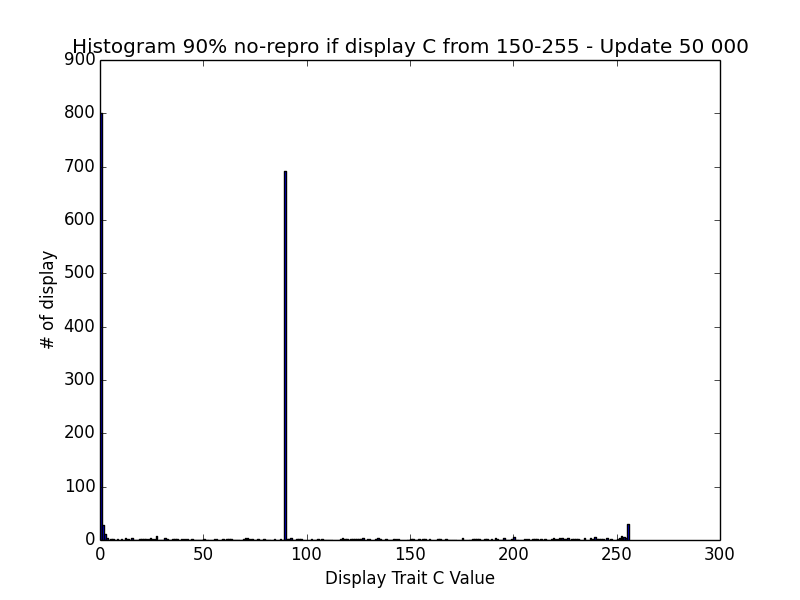 Histogram 90% no-repro if display C from 150-255 - Update 50 000
900
800
700
600
500
400
300
200
100
0
# of display
0 50 100 150 200 250 300
Display Trait C Value